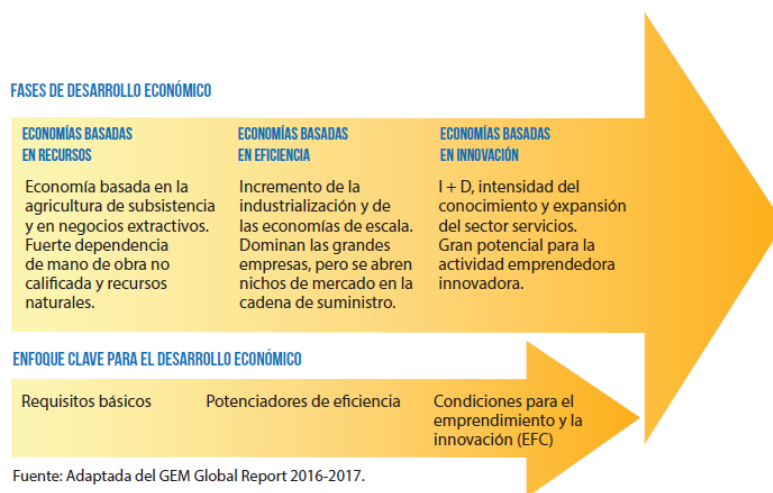 FASES DE DESARROLLO ECONÓMICO
ECONOMÍAS BASADAS
EN RECURSOS
Economía basada en la
agricultura de subsistencia
y en negocios extractivos.
Fuerte dependencia
de mano de obra no
calificada y recursos
naturales.
ECONOMÍAS BASADAS
EN EFICIENCIA
Incremento de la
industrialización y de
las economías de escala.
Dominan las grandes
empresas, pero se abren
nichos de mercado en la
cadena de suministro.
ECONOMÍAS BASADAS
EN INNOVACIÓN
I + D, intensidad del
conocimiento y expansión
del sector servicios.
Gran potencial para la
actividad emprendedora
innovadora.
ENFOQUE CLAVE PARA EL DESARROLLO ECONÓMICO
Requisitos básicos
Potenciadores de eficiencia
Condiciones para el
emprendimiento y la
innovación (EFC)
Fuente: Adaptada del GEM Global Report 2016-2017.